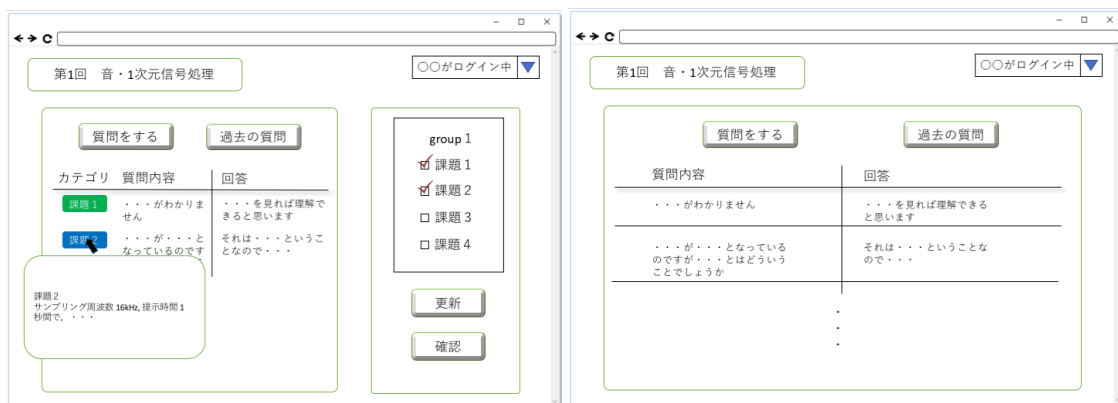 第1回 音・1次元信号処理
〇〇がログイン中
質問をする
過去の質問
カテゴリ 質問内容 回答
課題1
・・・がわかりま
せん
・・・を見れば理解で
きると思います
課題2
・・・が・・・と
なっているのです
それは・・・というこ
となので・・・
課題2
サンプリング周波数 16kHz, 提示時間 1
秒間で、・・・
group 1
課題1
課題2
課題3
課題4
更新
確認
第1回 音・1次元信号処理
〇〇がログイン中
質問をする
過去の質問
質問内容 回答
・・・がわかりません
・・・を見れば理解できる
と思います
・・・が・・・となっている
のですが・・・とはどういう
ことでしょうか
それは・・・ということな
ので・・・
・
・
・